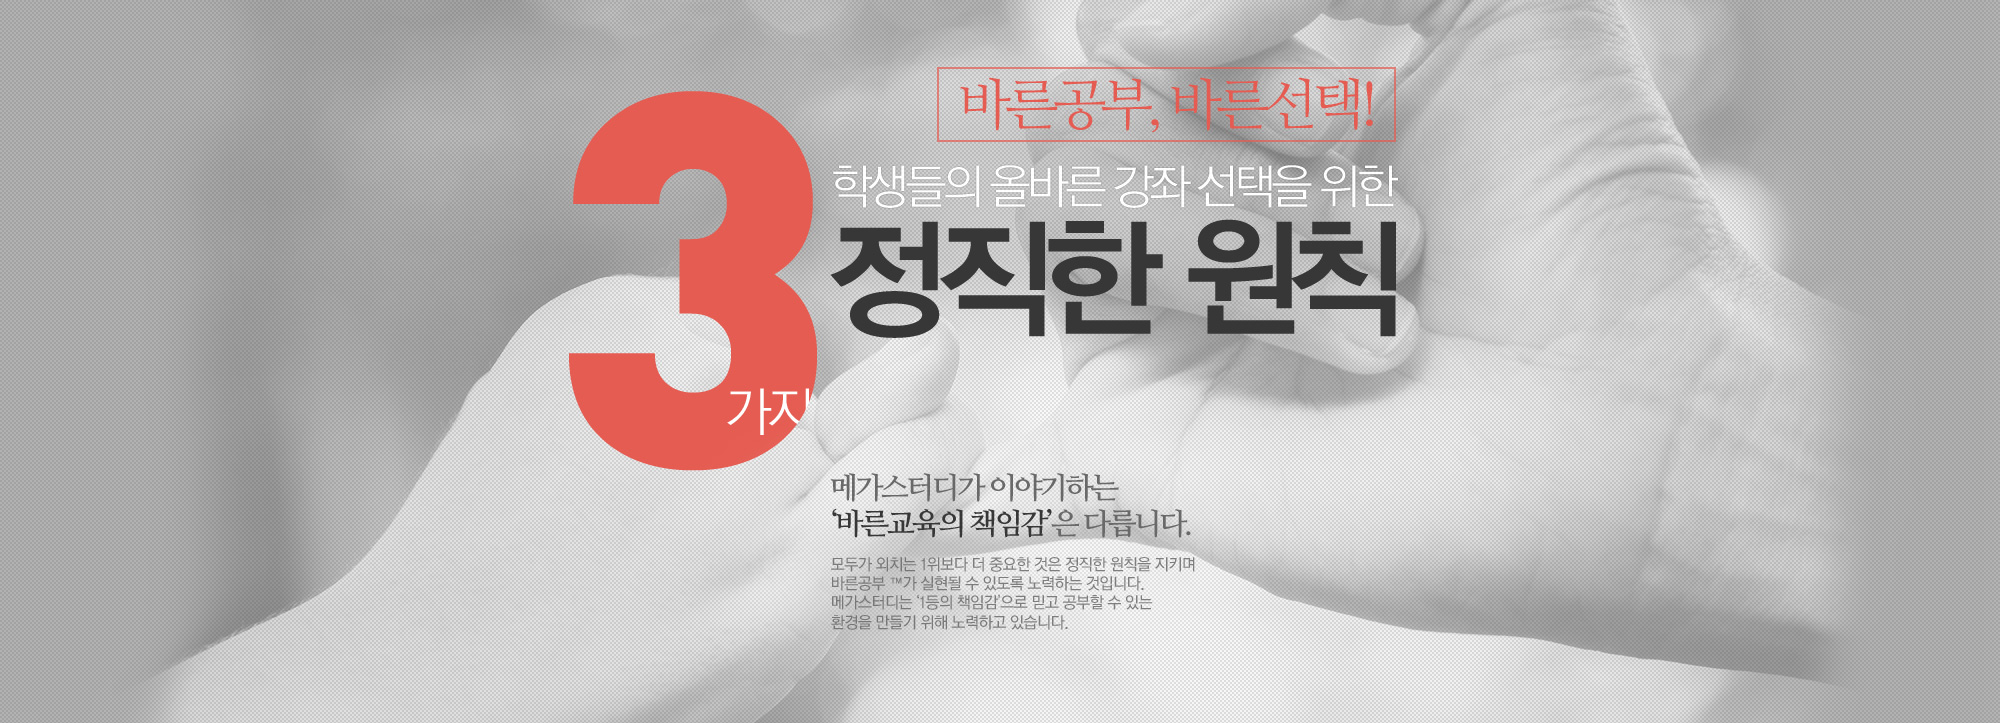 바른공부, 바른선택!
학생들의 올바른 강좌 선택을 위한
3가지
정직한 원칙
메가스터디가 이야기하는
‘바른교육의 책임감’은 다릅니다.
모두가 외치는 1위보다 더 중요한 것은 정직한 원칙을 지키며
바른공부 ™가 실현될 수 있도록 노력하는 것입니다.
메가스터디는 ‘1등의 책임감’으로 믿고 공부할 수 있는
환경을 만들기 위해 노력하고 있습니다.